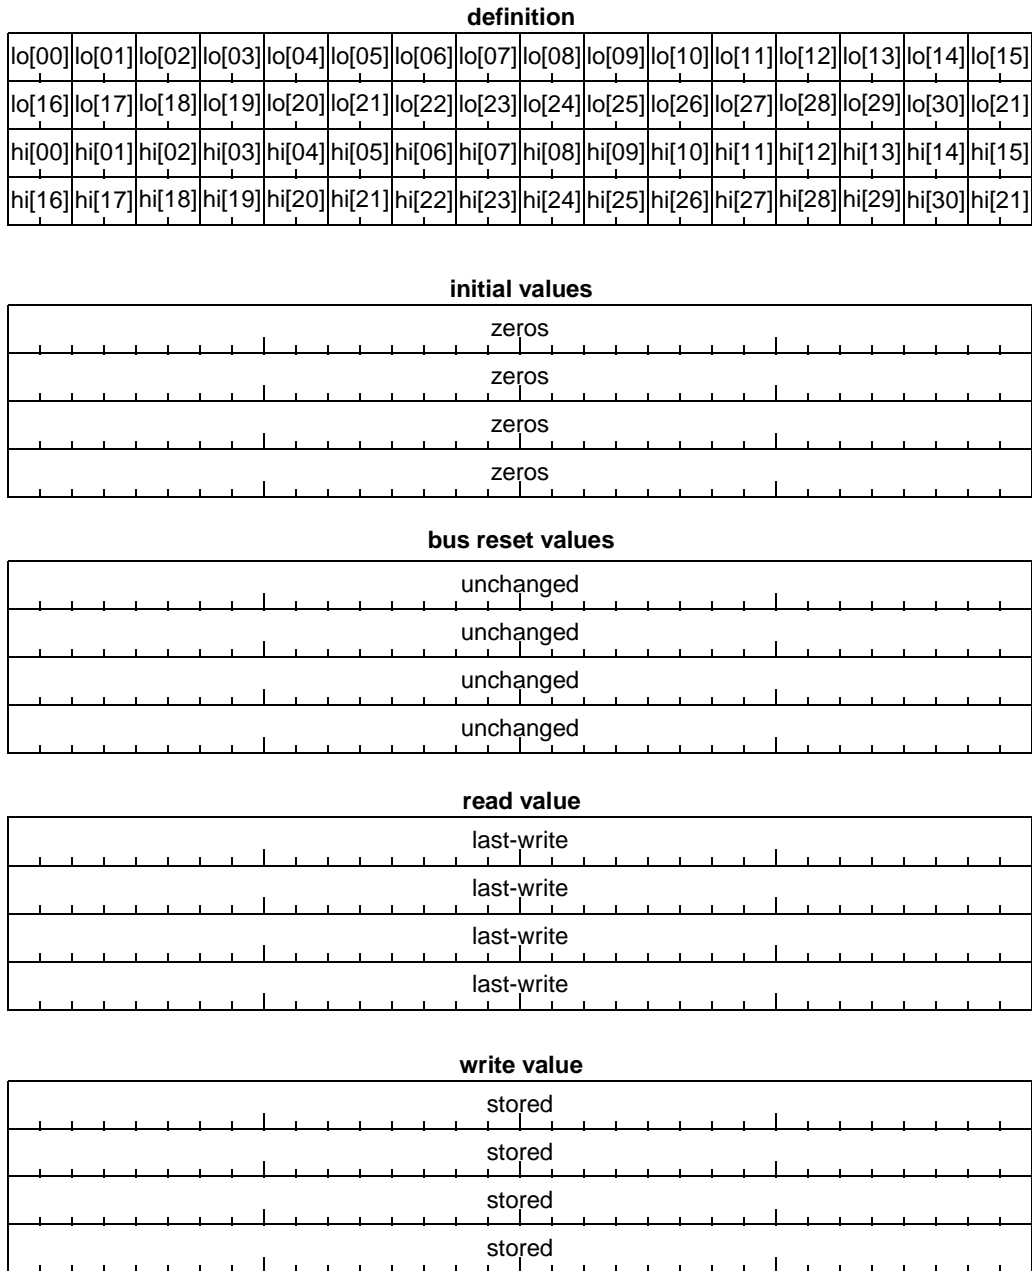 definition
lo[00] lo[01] lo[02] lo[03] lo[04] lo[05] lo[06] lo[07] lo[08] lo[09] lo[10] lo[11] lo[12] lo[13] lo[14] lo[15]
lo[16] lo[17] lo[18] lo[19] lo[20] lo[21] lo[22] lo[23] lo[24] lo[25] lo[26] lo[27] lo[28] lo[29] lo[30] lo[21]
hi[00] hi[01] hi[02] hi[03] hi[04] hi[05] hi[06] hi[07] hi[08] hi[09] hi[10] hi[11] hi[12] hi[13] hi[14] hi[15]
hi[16] hi[17] hi[18] hi[19] hi[20] hi[21] hi[22] hi[23] hi[24] hi[25] hi[26] hi[27] hi[28] hi[29] hi[30] hi[21]
initial values
zeros
zeros
zeros
zeros
bus reset values
unchanged
unchanged
unchanged
unchanged
read value
last-write
last-write
last-write
last-write
write value
stored
stored
stored
stored